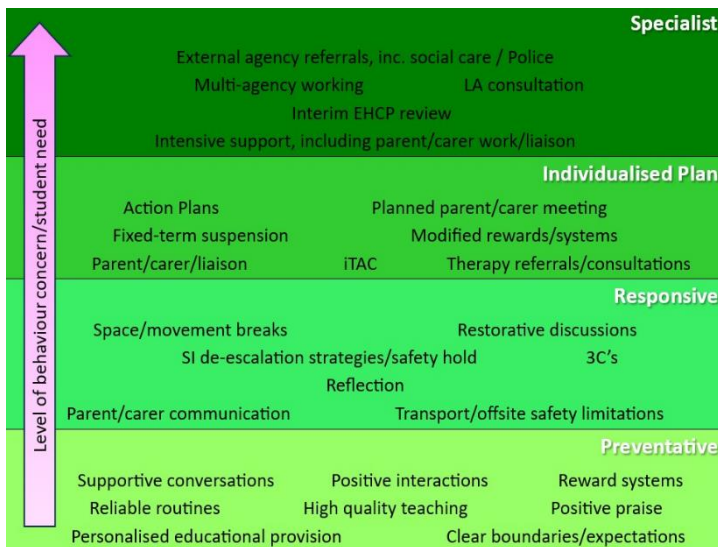 Specialist
External agency referrals, inc. social care / Police
Multi-agency working LA consultation
Interim EHCP review
Intensive support, including parent/carer work/liaison
Individualised Plan
Action Plans Planned parent/carer meeting
Fixed-term suspension Modified rewards/systems
Parent/carer/liaison iTAC Therapy referrals/consultations
Responsive
Space/movement breaks Restorative discussions
SI de-escalation strategies/safety hold 3C's
Reflection
Parent/carer communication Transport/offsite safety limitations
Preventative
Supportive conversations Positive interactions Reward systems
Reliable routines High quality teaching Positive praise
Personalised educational provision Clear boundaries/expectations
Level of behaviour concern/student need